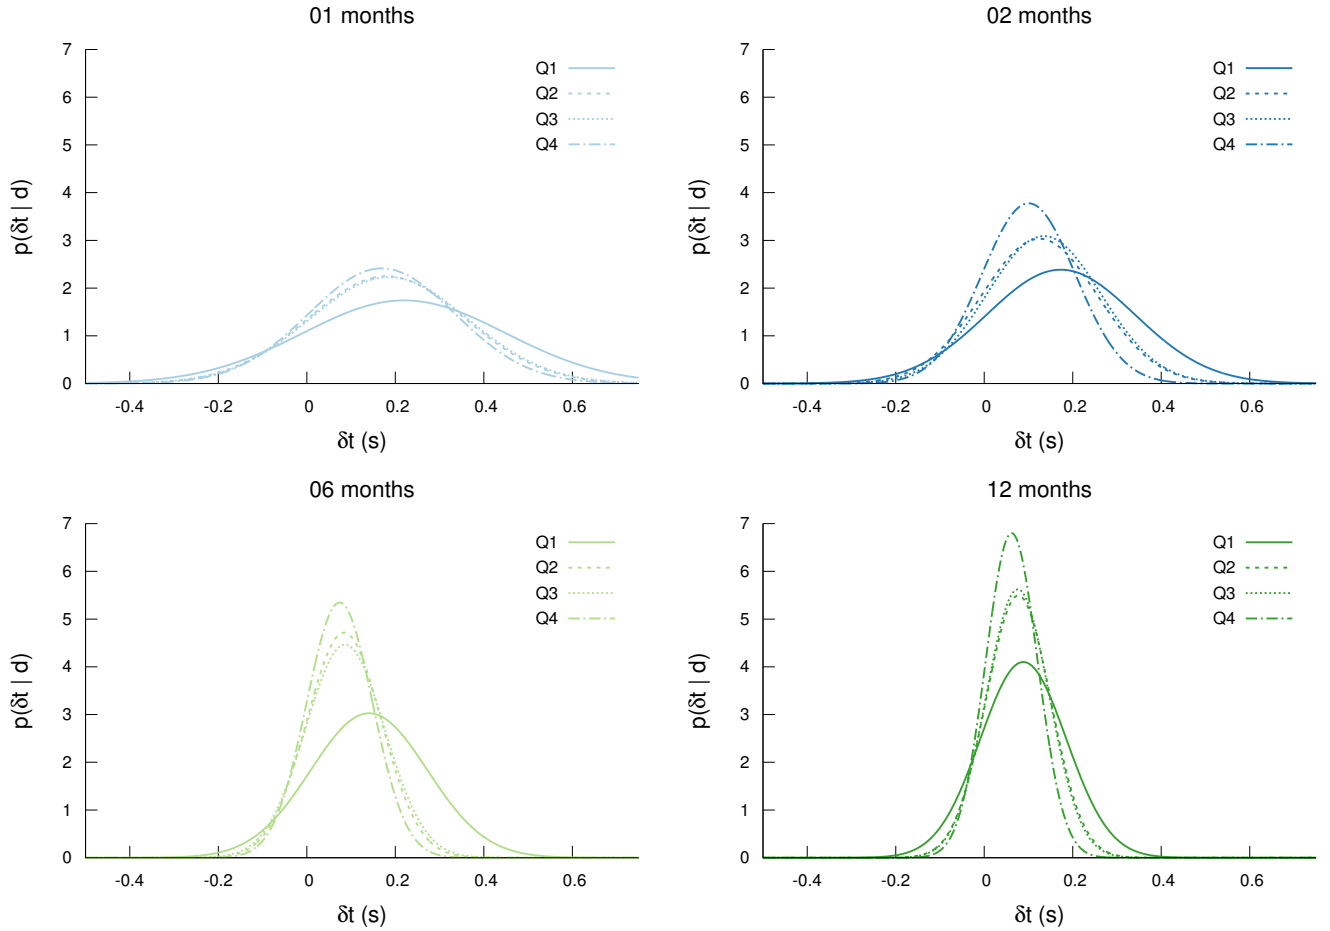 01 months
7
6
5
4
3
2
1
0
p(δt | d)
Q1
Q2
Q3
Q4
-0.4 -0.2 0 0.2 0.4 0.6
δt (s)
02 months
7
6
5
4
3
2
1
0
p(δt | d)
Q1
Q2
Q3
Q4
-0.4 -0.2 0 0.2 0.4 0.6
δt (s)
06 months
7
6
5
4
3
2
1
0
p(δt | d)
Q1
Q2
Q3
Q4
-0.4 -0.2 0 0.2 0.4 0.6
δt (s)
12 months
7
6
5
4
3
2
1
0
p(δt | d)
Q1
Q2
Q3
Q4
-0.4 -0.2 0 0.2 0.4 0.6
δt (s)